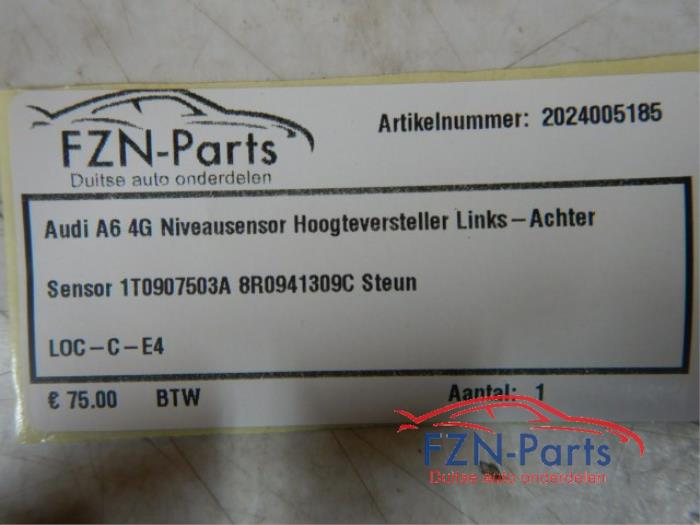 FZN-Parts
Duitse auto onderdelen
Artikelnummer: 2024005185
Audi A6 4G Niveausensor Hoogteversteller Links-Achter
Sensor 1T0907503A 8R0941309C Steun
LOC-C-E4
€ 75.00 BTW Aantal: 1
FZN-Parts
Duitse auto onderdelen